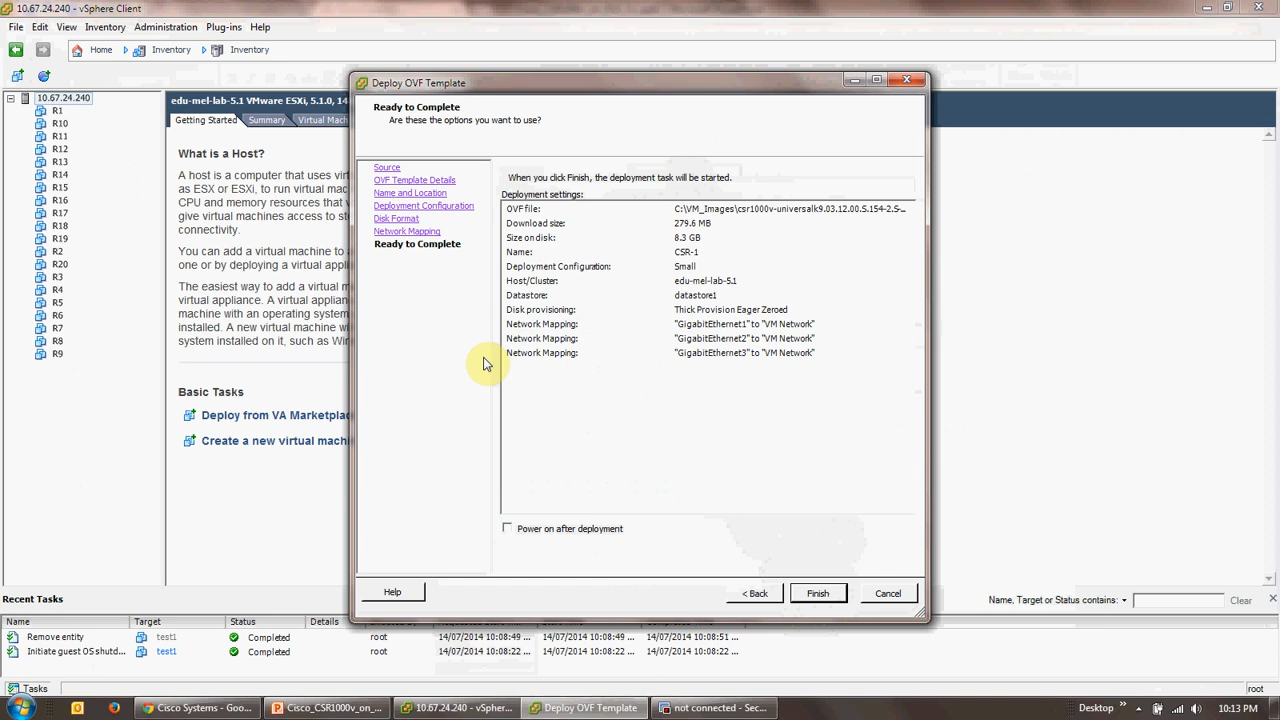 10.67.24.240 - vSphere Client
File Edit View Inventory Administration Plug-ins Help
Home Inventory Inventory
10.67.24.240
R1
R10
R11
R12
R13
R14
R15
R16
R17
R18
R19
R2
R20
R3
R4
R5
R6
R7
R8
R9
edu-mel-lab-5.1 VMware ESXi, 5.1.0, 14
Getting Started Summary Virtual Mach
What is a Host?
A host is a computer that uses virt
as ESX or ESXi, to run virtual mach
CPU and memory resources that v
give virtual machines access to sto
connectivity.
You can add a virtual machine to a
one or by deploying a virtual applia
The easiest way to add a virtual m
virtual appliance. A virtual applianc
machine with an operating system
installed on it. A new virtual machi
system installed on it, such as Win
Basic Tasks
Deploy from VA Marketplac
Create a new virtual machi
Deploy OVF Template
Ready to Complete
Are these the options you want to use?
Source
OVF Template Details
Name and Location
Deployment Configuration
Disk Format
Network Mapping
Ready to Complete
When you click Finish, the deployment task will be started.
Deployment settings:
OVF file: C:\VM_Images\csr1000v-universalk9.03.12.00.S.154-2.S-...
Download size: 279.6 MB
Size on disk: 8.3 GB
Name: CSR-1
Deployment Configuration: Small
Host/Cluster: edu-mel-lab-5.1
Datastore: datastore1
Disk provisioning: Thick Provision Eager Zeroed
Network Mapping: "GigabitEthernet1" to "VM Network"
Network Mapping: "GigabitEthernet2" to "VM Network"
Network Mapping: "GigabitEthernet3" to "VM Network"
Power on after deployment
Help < Back Finish Cancel
Recent Tasks Name, Target or Status contains: Clear
Name Target Status Details
Remove entity test1 Completed root 14/07/2014 10:08:49 ... 14/07/2014 10:08:49 ... 14/07/2014 10:08:51 ...
Initiate guest OS shutd... test1 Completed root 14/07/2014 10:08:22 ... 14/07/2014 10:08:22 ... 14/07/2014 10:08:22 ...
Tasks root
Cisco Systems - Goo... Cisco_CSR1000v_on_... 10.67.24.240 - vSphe... Deploy OVF Template not connected - Sec... Desktop 10:13 PM